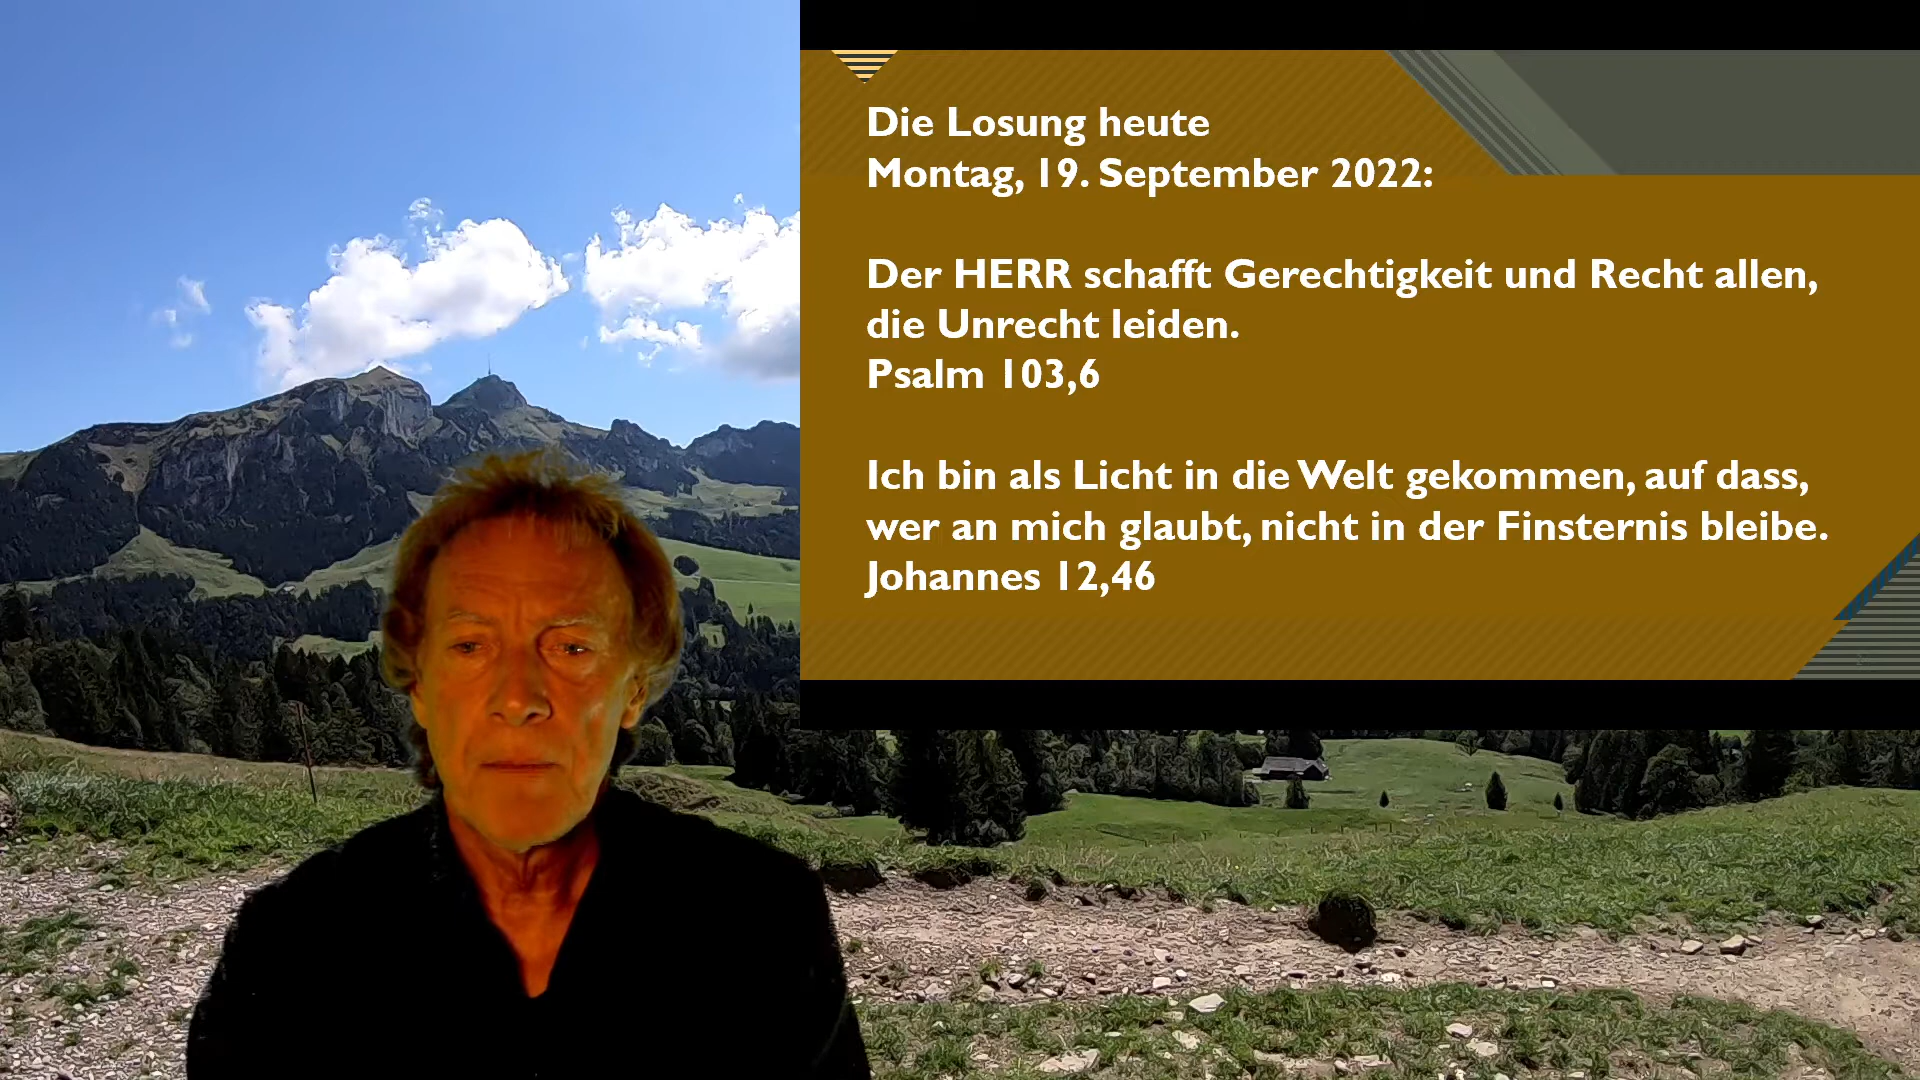 Die Losung heute
Montag, 19. September 2022:
Der HERR schafft Gerechtigkeit und Recht allen,
die Unrecht leiden.
Psalm 103,6
Ich bin als Licht in die Welt gekommen, auf dass,
wer an mich glaubt, nicht in der Finsternis bleibe.
Johannes 12,46